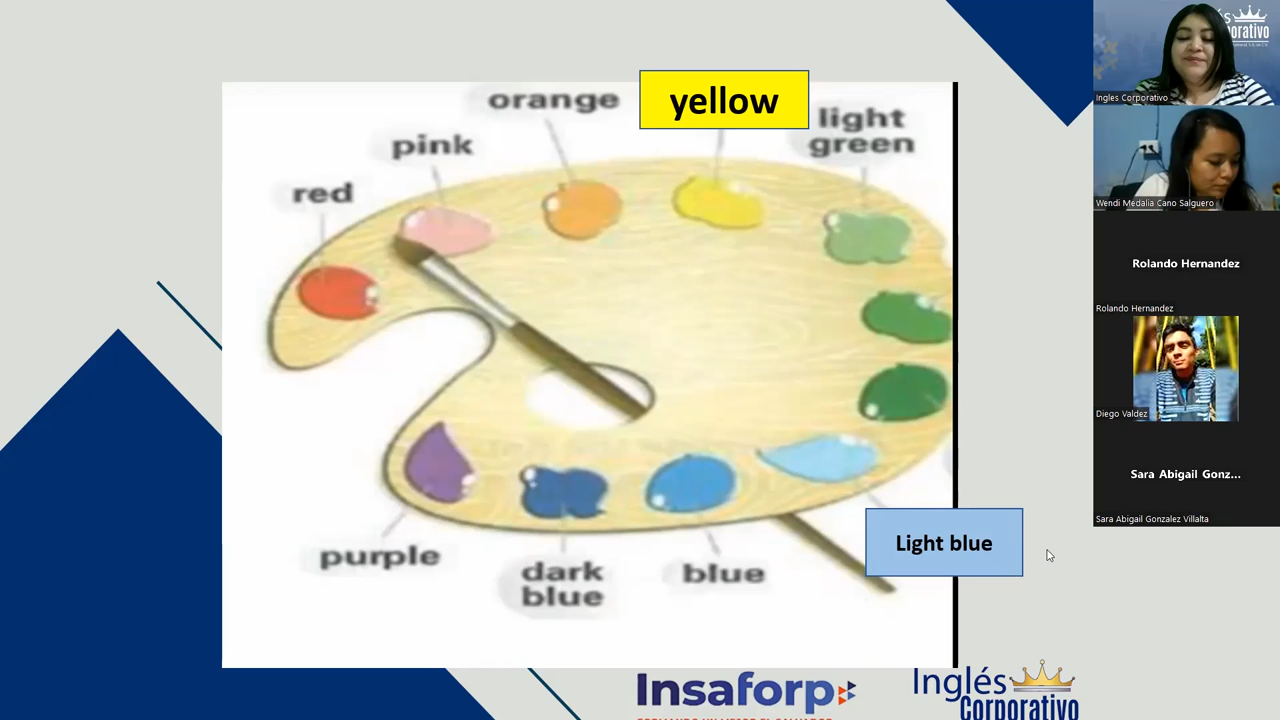 orange
yellow
light
green
pink
red
purple
dark
blue
blue
Light blue
Insaforp
Inglés
Corporativo
Ingles Corporativo
Wendi Medalia Cano Salguero
Rolando Hernandez
Rolando Hernandez
Diego Valdez
Sara Abigail Gonz...
Sara Abigail Gonzalez Villalta